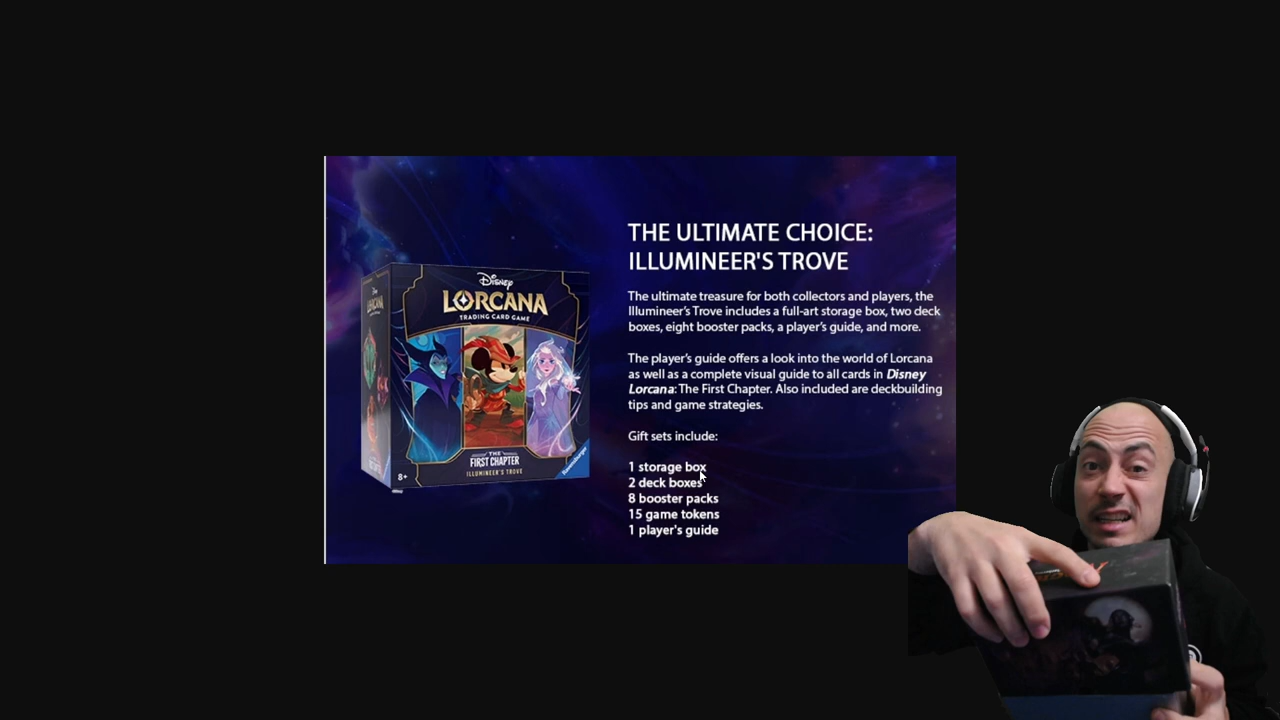 THE ULTIMATE CHOICE:
ILLUMINEER'S TROVE
The ultimate treasure for both collectors and players, the
Illumineer's Trove includes a full-art storage box, two deck
boxes, eight booster packs, a player's guide, and more.
The player's guide offers a look into the world of Lorcana
as well as a complete visual guide to all cards in Disney
Lorcana: The First Chapter. Also included are deckbuilding
tips and game strategies.
Gift sets include:
1 storage box
2 deck boxes
8 booster packs
15 game tokens
1 player's guide
Disney
LORCANA
TRADING CARD GAME
THE
FIRST CHAPTER
ILLUMINEER'S TROVE
8+
Ravensburger
Disney
LORCANA